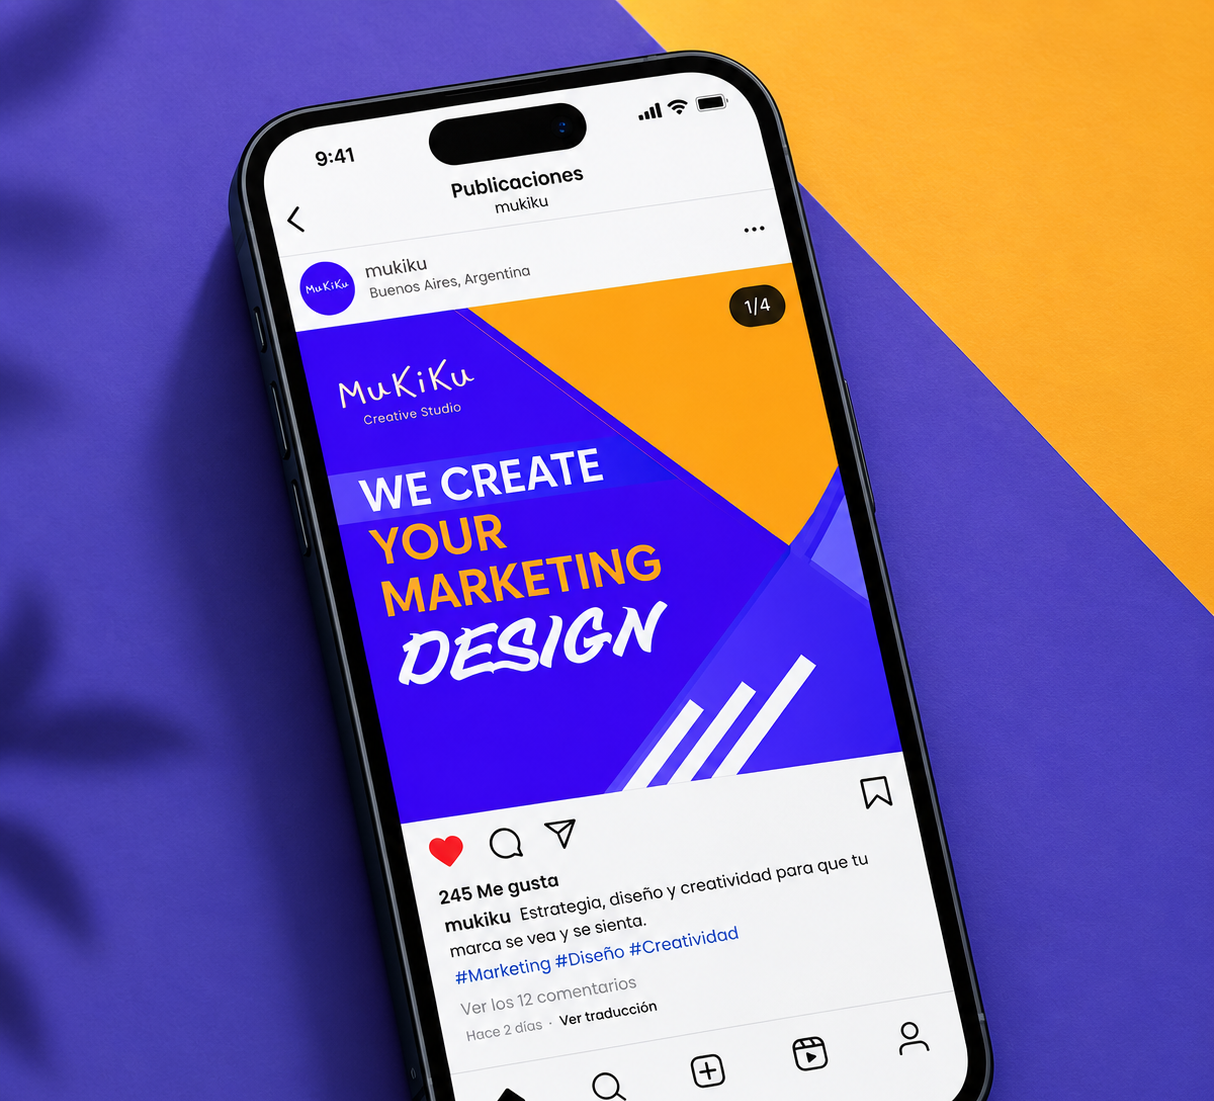 9:41
Publicaciones
mukiku
MuKiKu
mukiku
Buenos Aires, Argentina
1/4
MuKiKu
Creative Studio
WE CREATE
YOUR
MARKETING
DESIGN
245 Me gusta
mukiku Estrategia, diseño y creatividad para que tu
marca se vea y se sienta.
#Marketing #Diseño #Creatividad
Ver los 12 comentarios
Hace 2 días · Ver traducción